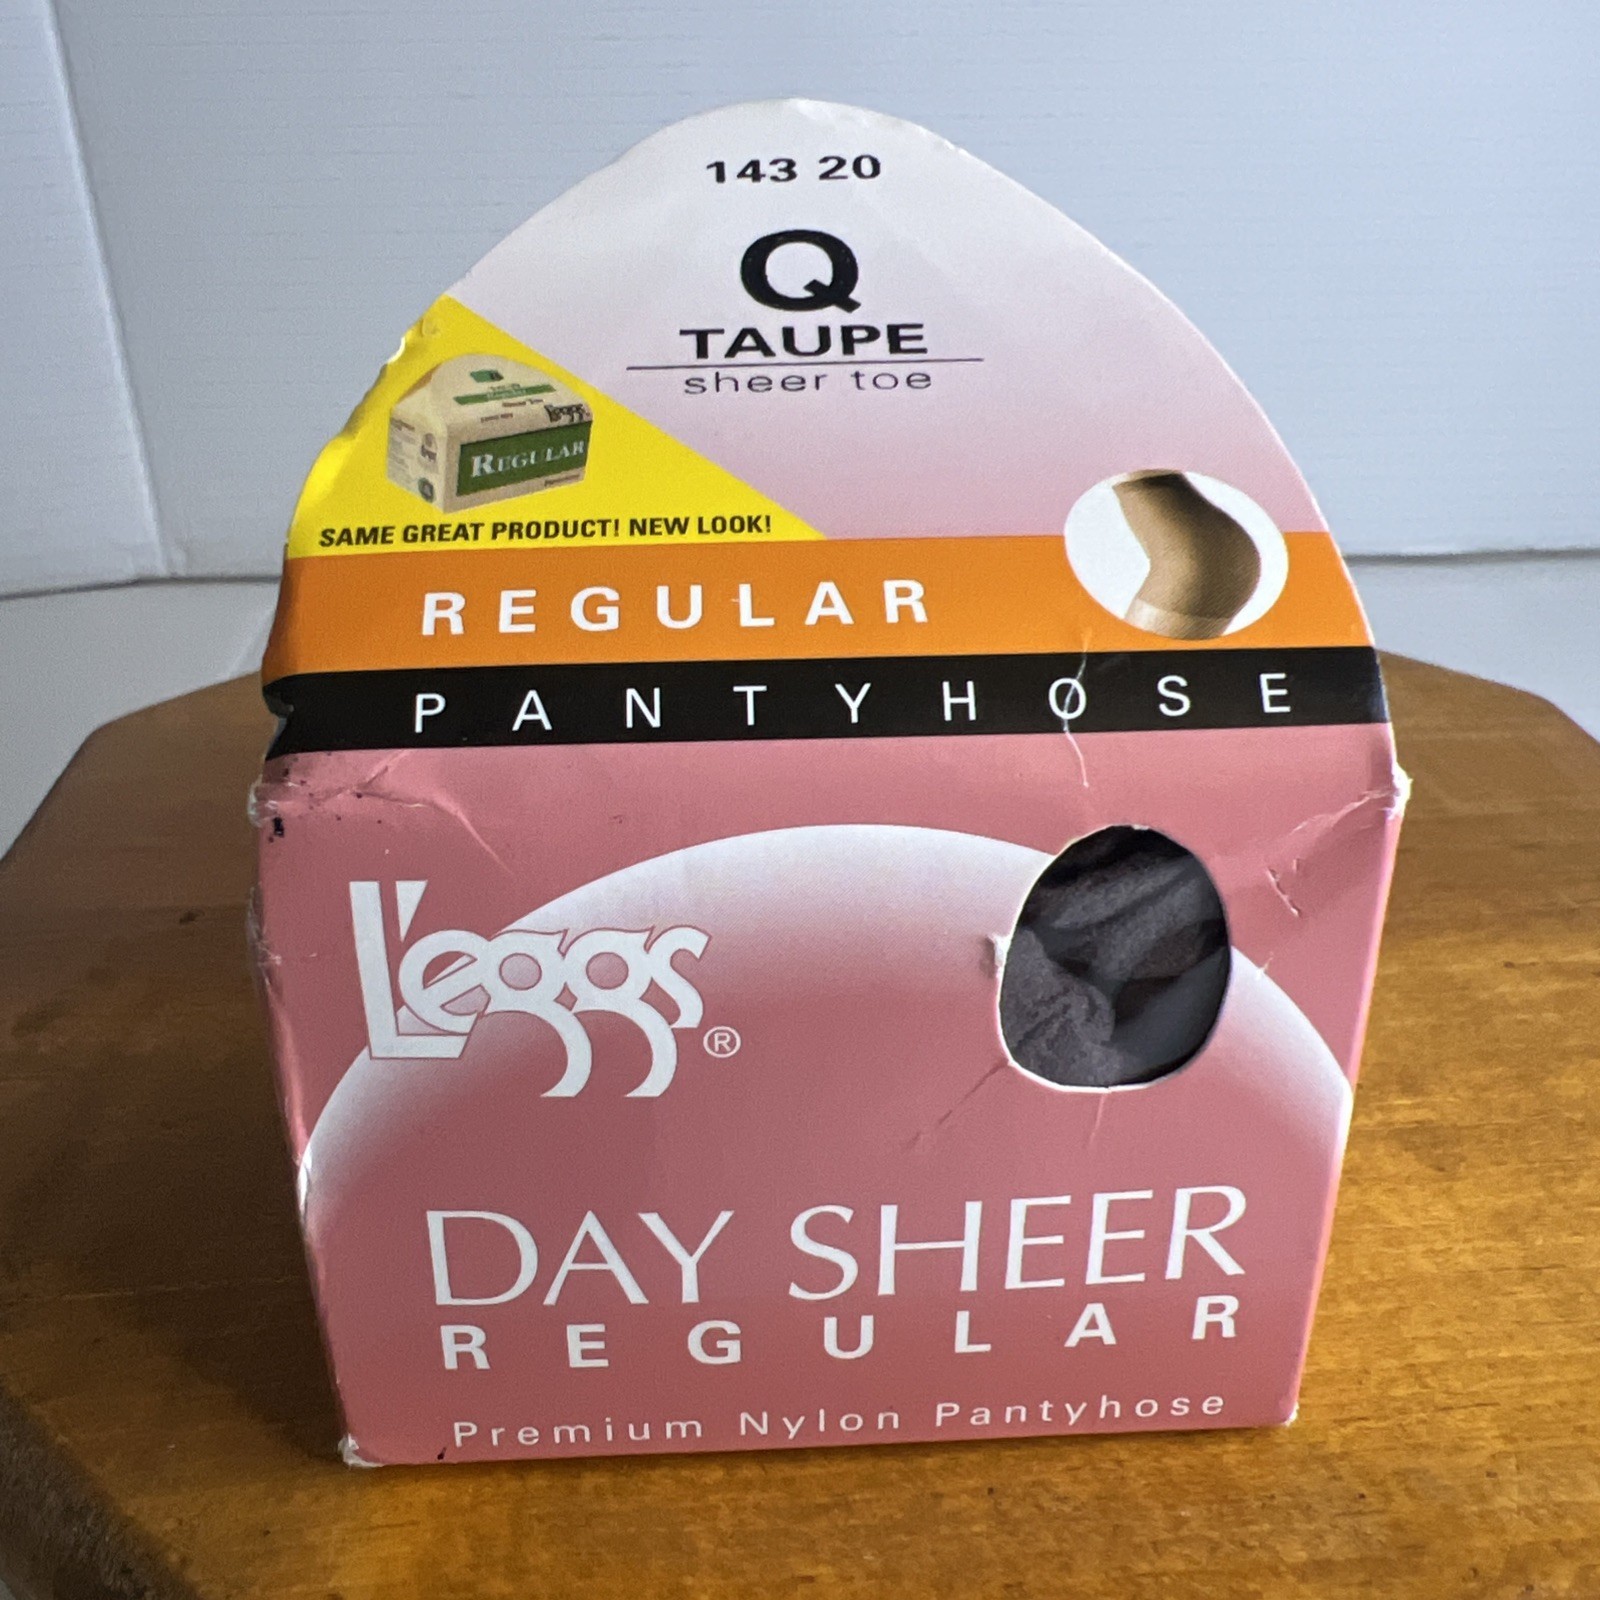 143 20
Q
TAUPE
sheer toe
L'eggs
REGULAR
SAME GREAT PRODUCT! NEW LOOK!
REGULAR
PANTYHOSE
L'eggs®
DAY SHEER
REGULAR
Premium Nylon Pantyhose